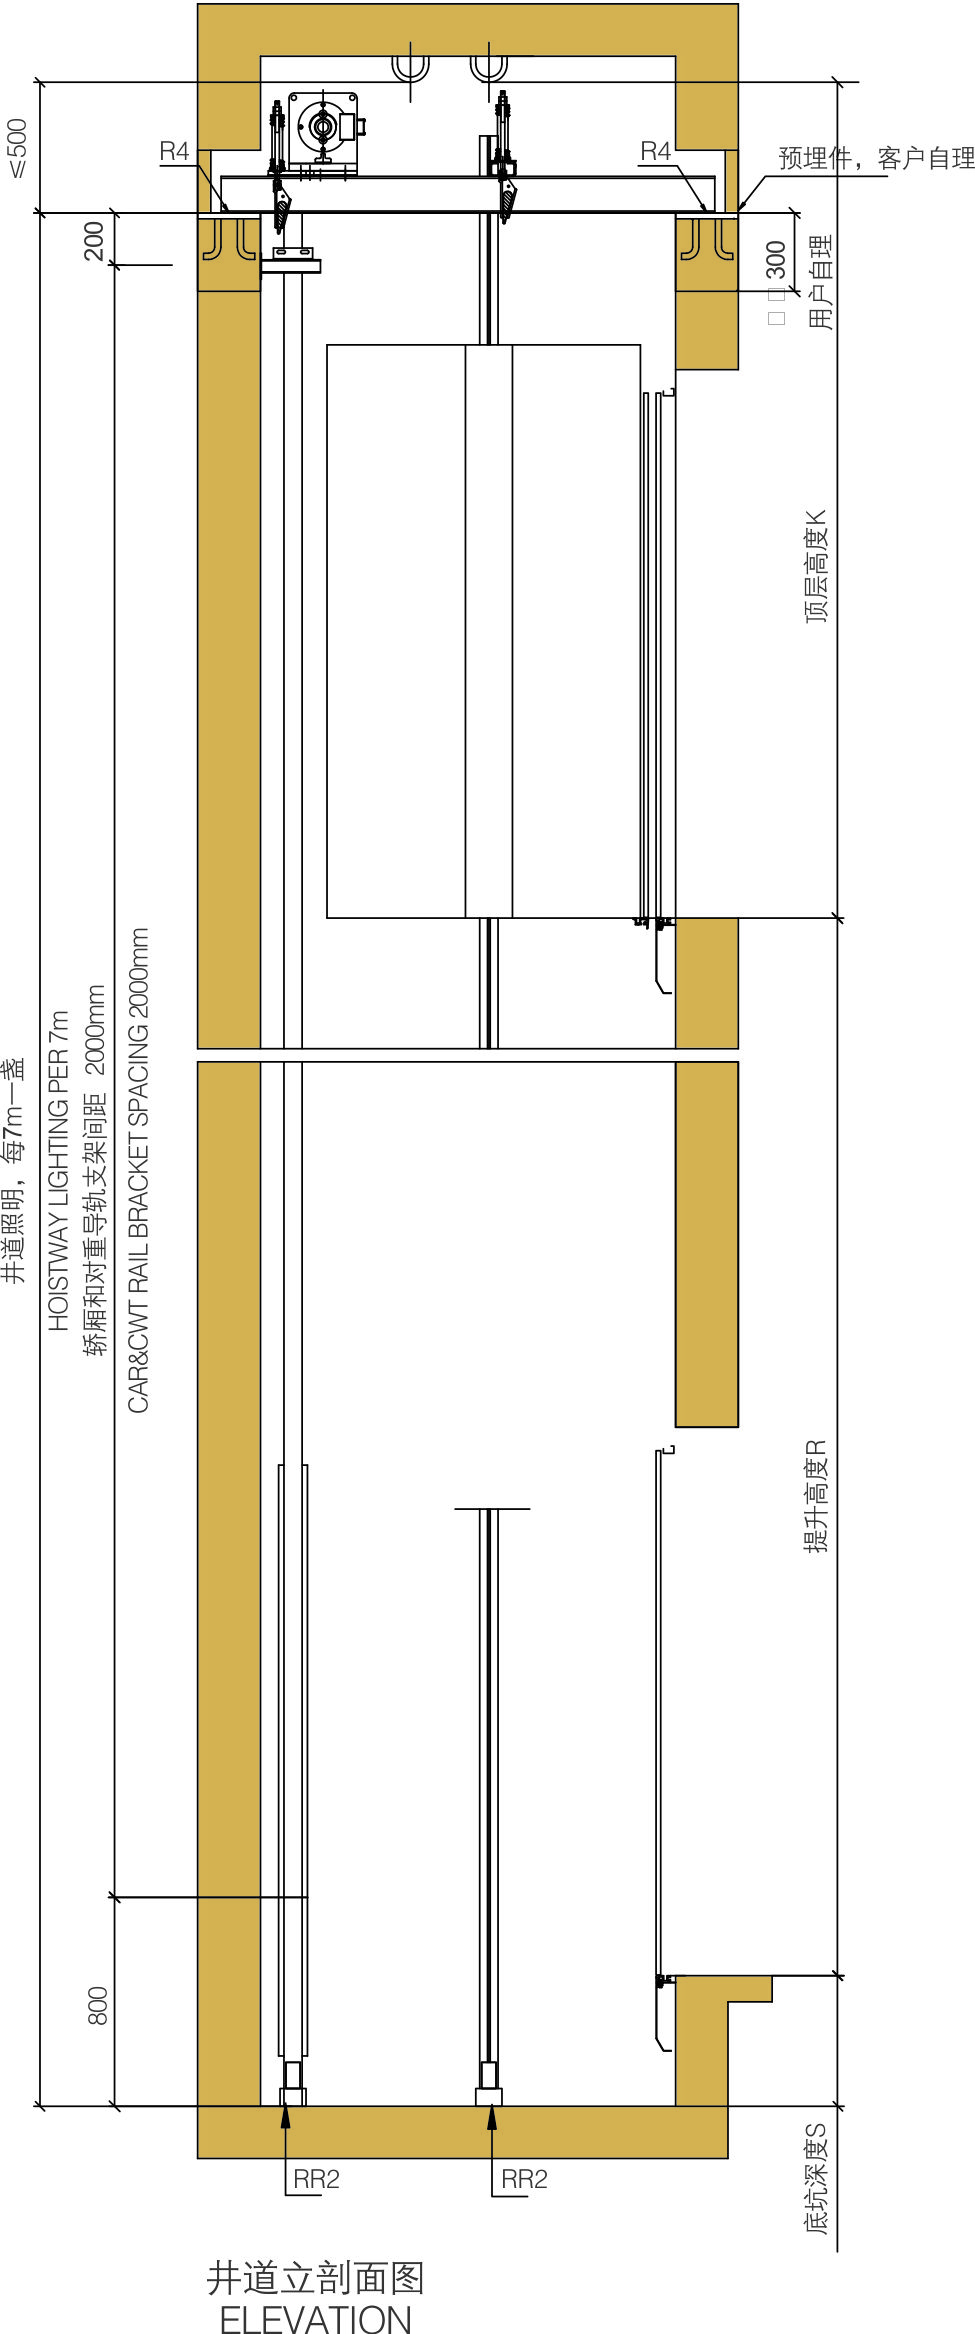 ≤500
R4
R4
预埋件，客户自理
200
□□300
用户自理
顶层高度K
井道照明，每7m一盏
HOISTWAY LIGHTING PER 7m
轿厢和对重导轨支架间距 2000mm
CAR&CWT RAIL BRACKET SPACING 2000mm
提升高度R
800
RR2
RR2
底坑深度S
井道立剖面图
ELEVATION